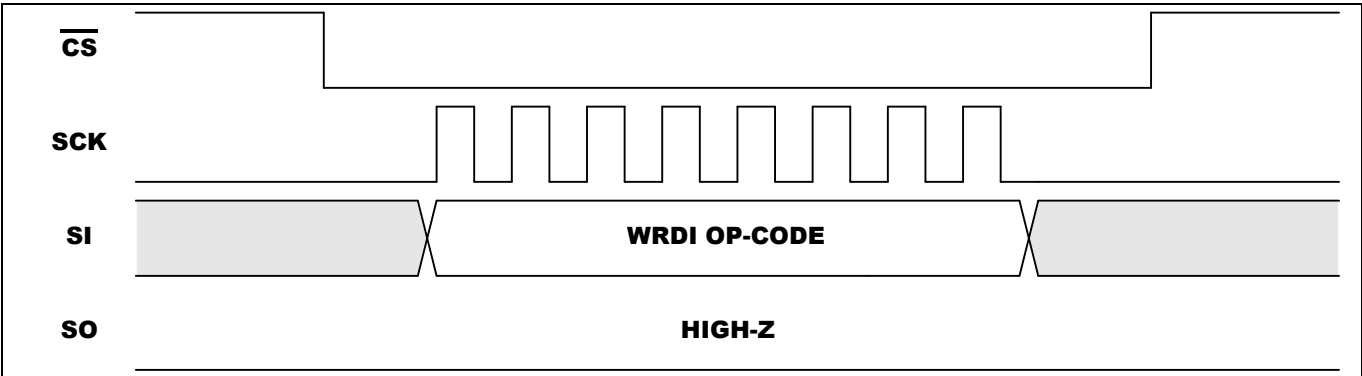 CS
SCK
SI
WRDI OP-CODE
SO
HIGH-Z